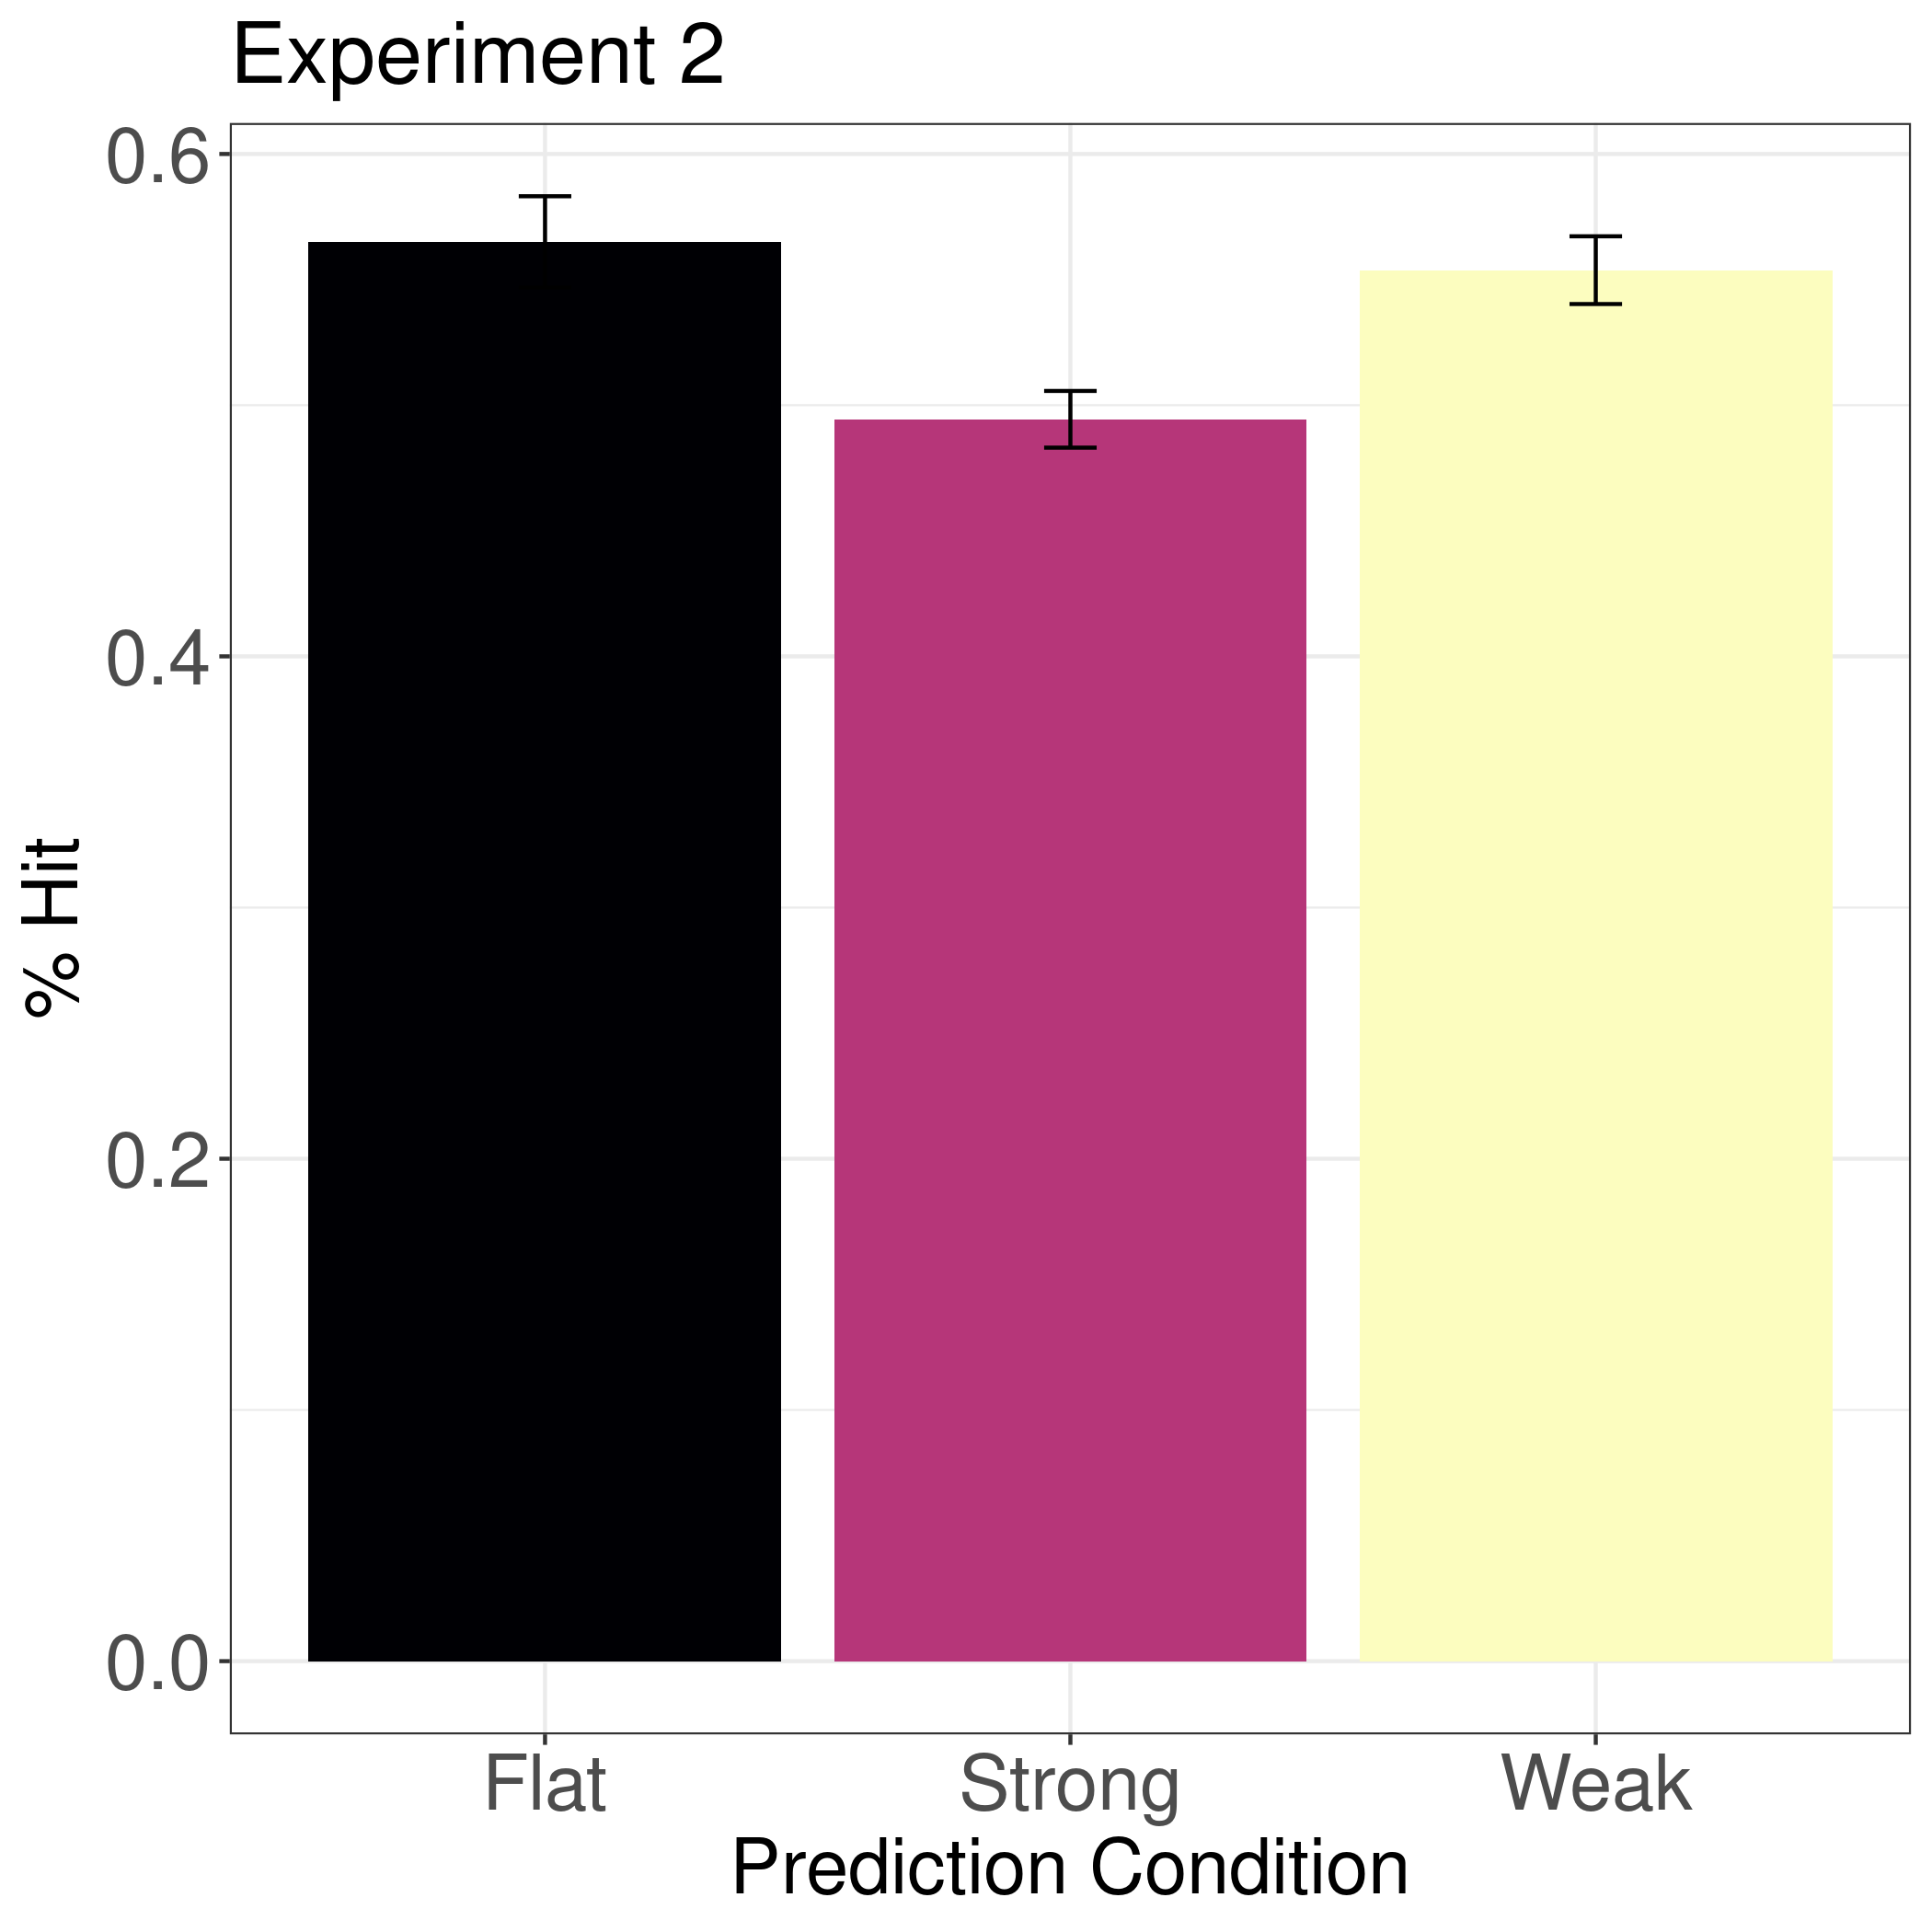 Experiment 2
% Hit
0.6
0.4
0.2
0.0
Flat Strong Weak
Prediction Condition